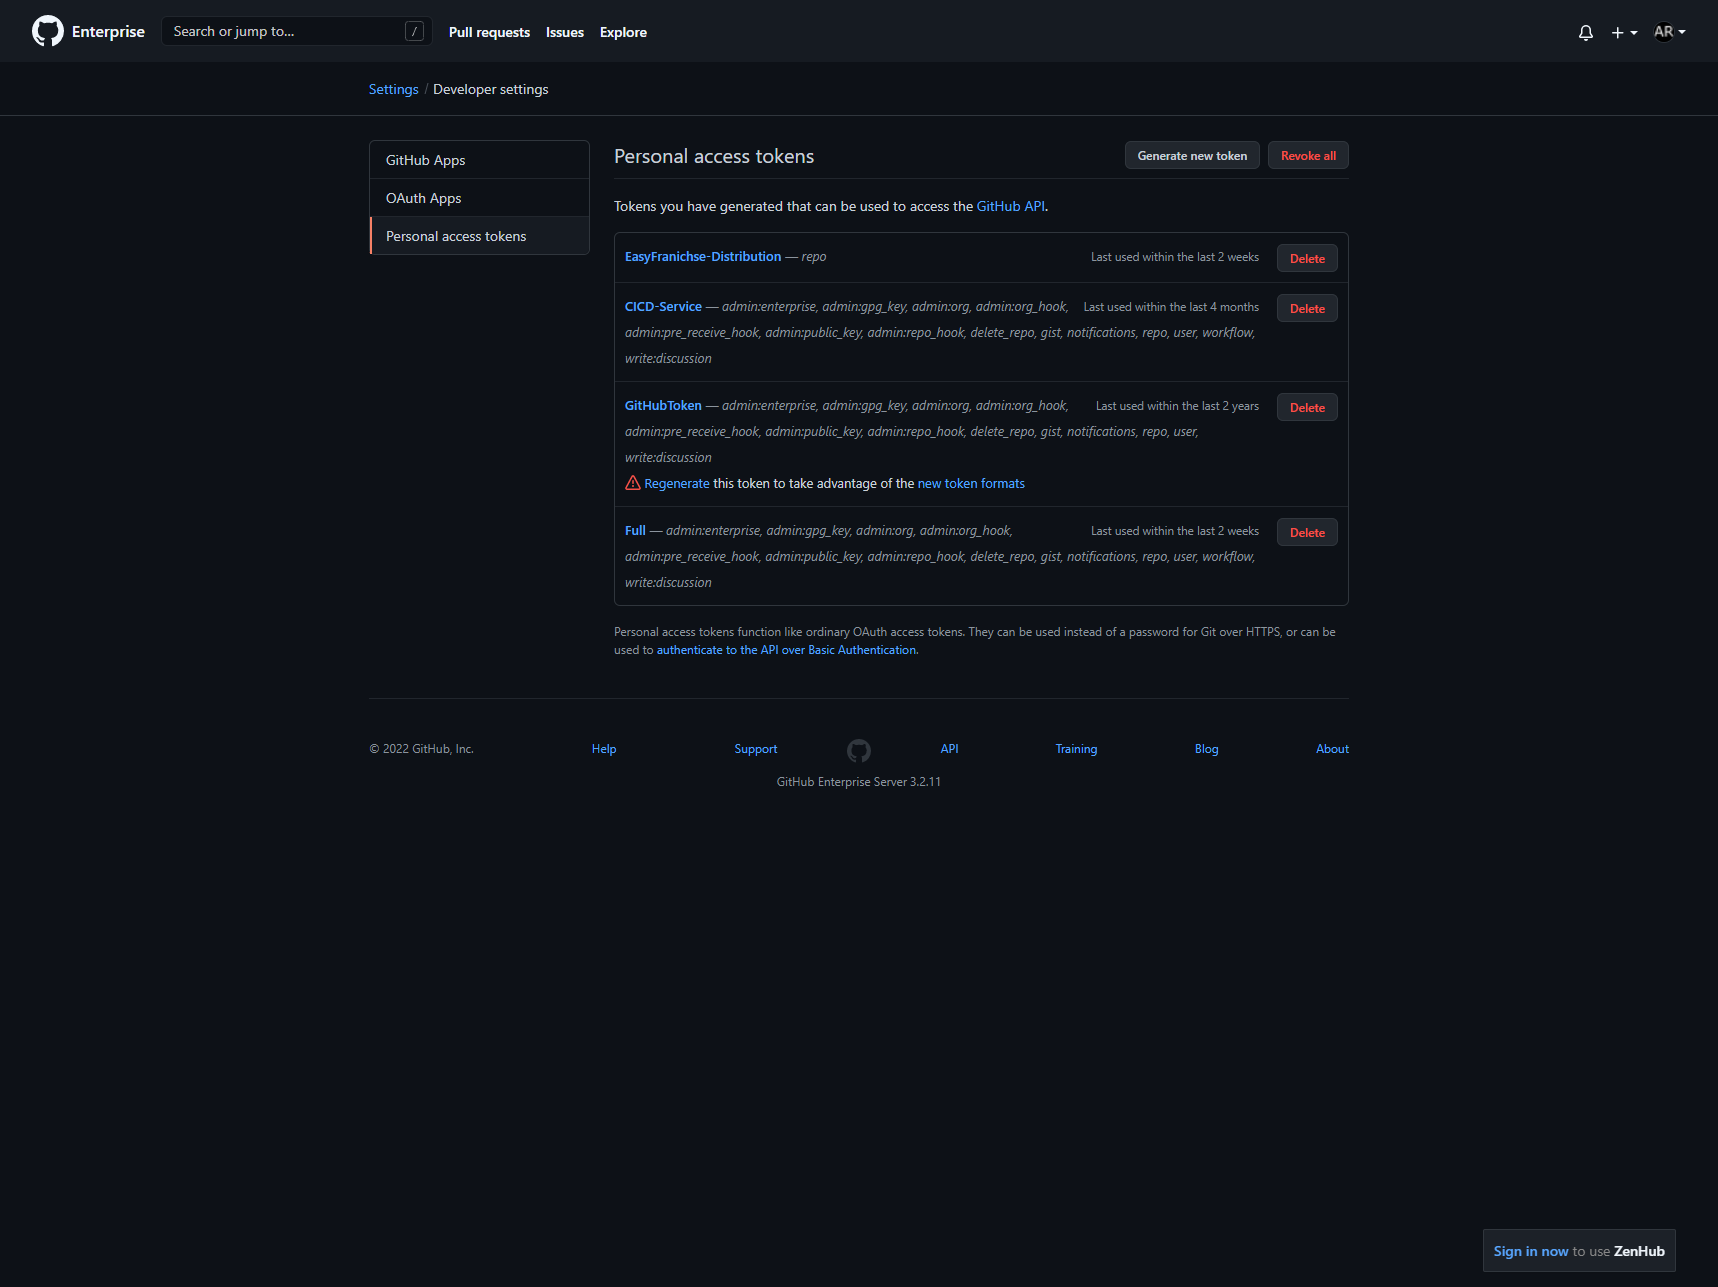 Enterprise
Search or jump to...
/
Pull requests
Issues
Explore
AR
Settings / Developer settings
GitHub Apps
OAuth Apps
Personal access tokens
Personal access tokens
Generate new token
Revoke all
Tokens you have generated that can be used to access the GitHub API.
EasyFranichse-Distribution — repo
Last used within the last 2 weeks
Delete
CICD-Service — admin:enterprise, admin:gpg_key, admin:org, admin:org_hook,
Last used within the last 4 months
Delete
admin:pre_receive_hook, admin:public_key, admin:repo_hook, delete_repo, gist, notifications, repo, user, workflow,
write:discussion
GitHubToken — admin:enterprise, admin:gpg_key, admin:org, admin:org_hook,
Last used within the last 2 years
Delete
admin:pre_receive_hook, admin:public_key, admin:repo_hook, delete_repo, gist, notifications, repo, user,
write:discussion
Regenerate this token to take advantage of the new token formats
Full — admin:enterprise, admin:gpg_key, admin:org, admin:org_hook,
Last used within the last 2 weeks
Delete
admin:pre_receive_hook, admin:public_key, admin:repo_hook, delete_repo, gist, notifications, repo, user, workflow,
write:discussion
Personal access tokens function like ordinary OAuth access tokens. They can be used instead of a password for Git over HTTPS, or can be
used to authenticate to the API over Basic Authentication.
© 2022 GitHub, Inc.
Help
Support
API
Training
Blog
About
GitHub Enterprise Server 3.2.11
Sign in now to use ZenHub